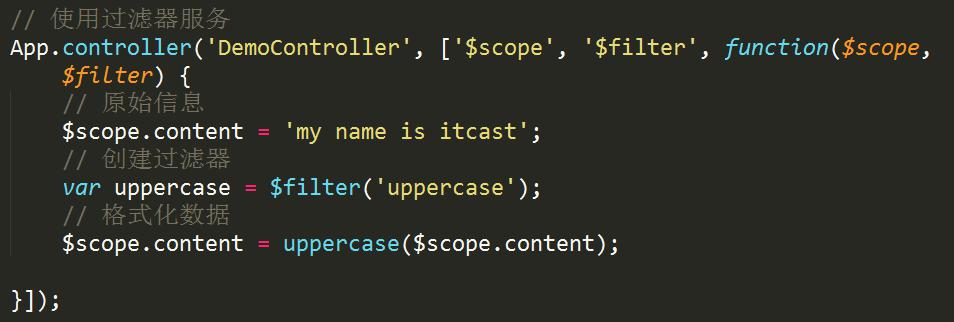 // 使用过滤器服务
App.controller('DemoController', ['$scope', '$filter', function($scope,
$filter) {
// 原始信息
$scope.content = 'my name is itcast';
// 创建过滤器
var uppercase = $filter('uppercase');
// 格式化数据
$scope.content = uppercase($scope.content);
}]);